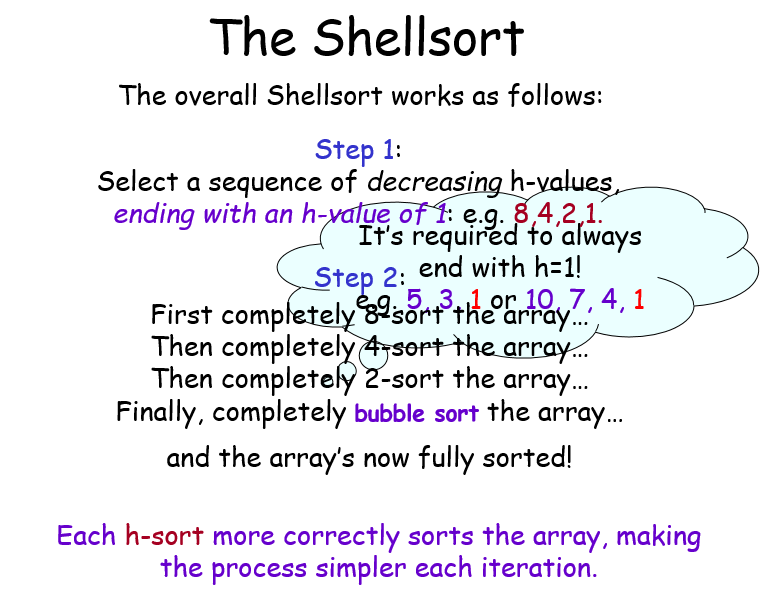 The Shellsort
The overall Shellsort works as follows:
Step 1:
Select a sequence of decreasing h-values,
ending with an h-value of 1: e.g. 8,4,2,1.
It's required to always
end with h=1!
e.g. 5, 3, 1 or 10, 7, 4, 1
Step 2:
First completely 8-sort the array…
Then completely 4-sort the array…
Then completely 2-sort the array…
Finally, completely bubble sort the array…
and the array's now fully sorted!
Each h-sort more correctly sorts the array, making
the process simpler each iteration.